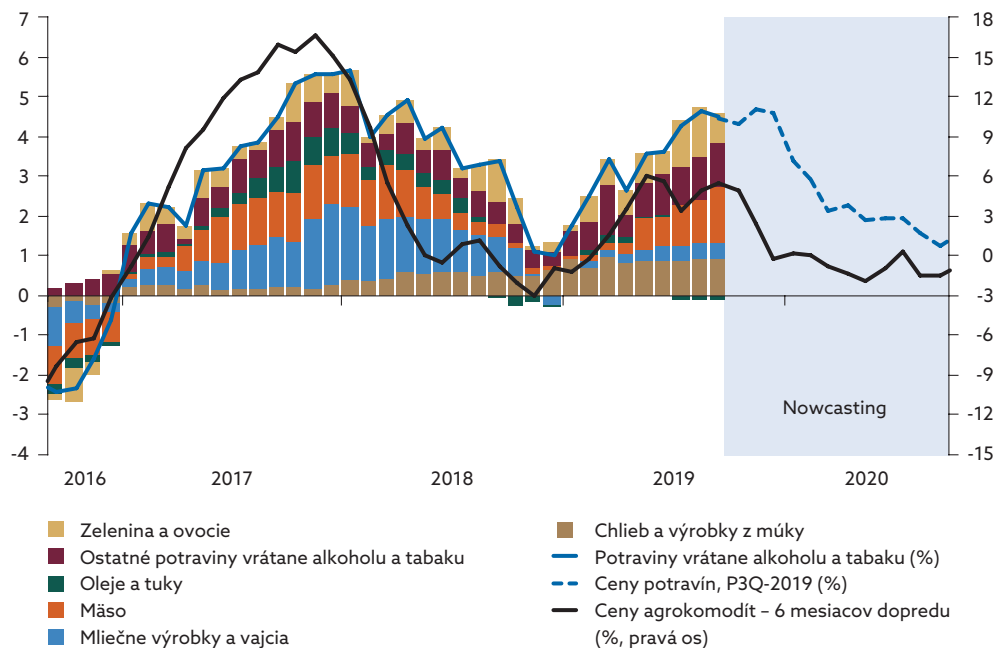 7 18
6 15
5 12
4 9
3 6
2 3
1 0
0 -3
-1 -6
-2 -9
-3 -12
-4 -15
Nowcasting
2016 2017 2018 2019 2020
Zelenina a ovocie
Ostatné potraviny vrátane alkoholu a tabaku
Oleje a tuky
Mäso
Mliečne výrobky a vajcia
Chlieb a výrobky z múky
Potraviny vrátane alkoholu a tabaku (%)
Ceny potravín, P3Q-2019 (%)
Ceny agrokomodít – 6 mesiacov dopredu
(%, pravá os)